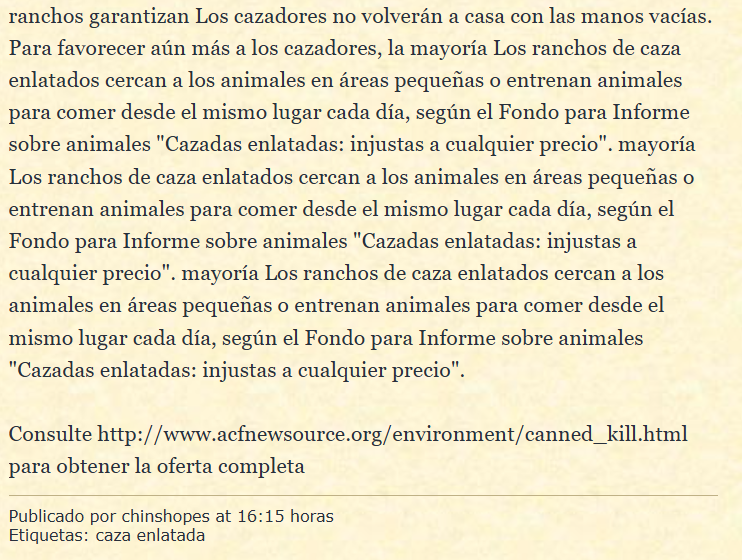 ranchos garantizan Los cazadores no volverán a casa con las manos vacías.
Para favorecer aún más a los cazadores, la mayoría Los ranchos de caza
enlatados cercan a los animales en áreas pequeñas o entrenan animales
para comer desde el mismo lugar cada día, según el Fondo para Informe
sobre animales "Cazadas enlatadas: injustas a cualquier precio". mayoría
Los ranchos de caza enlatados cercan a los animales en áreas pequeñas o
entrenan animales para comer desde el mismo lugar cada día, según el
Fondo para Informe sobre animales "Cazadas enlatadas: injustas a
cualquier precio". mayoría Los ranchos de caza enlatados cercan a los
animales en áreas pequeñas o entrenan animales para comer desde el
mismo lugar cada día, según el Fondo para Informe sobre animales
"Cazadas enlatadas: injustas a cualquier precio".
Consulte http://www.acfnewsource.org/environment/canned_kill.html
para obtener la oferta completa
Publicado por chinshopes at 16:15 horas
Etiquetas: caza enlatada